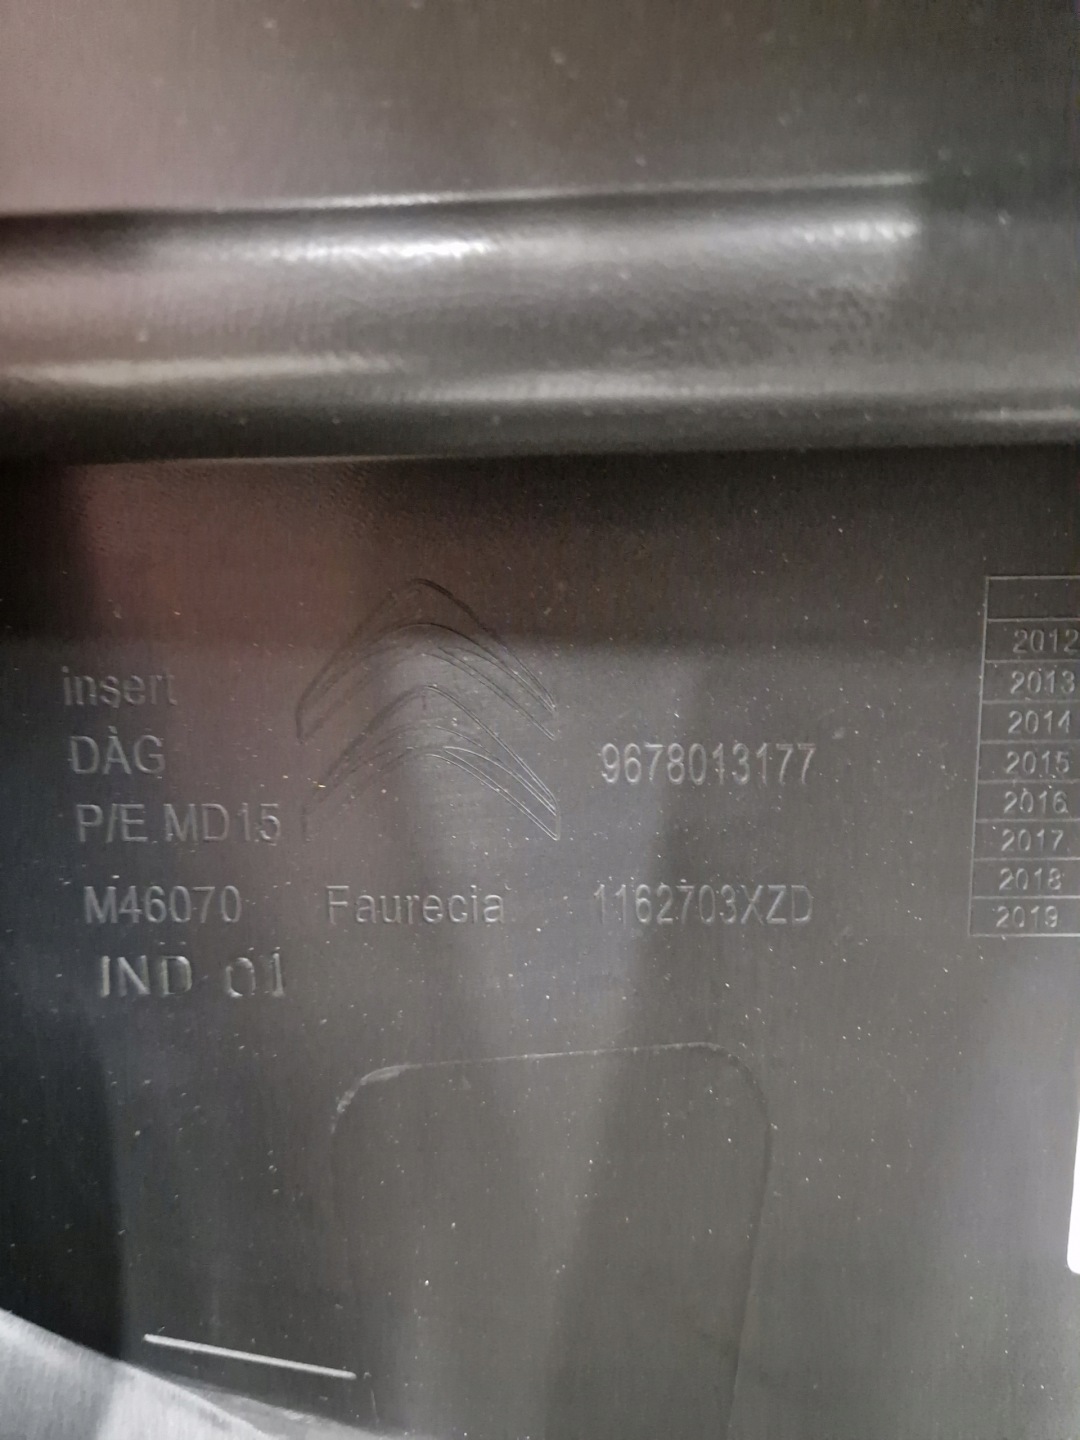 insert
DÀG
P/E MD15
M46070
IND 01
Faurecia
9678013177
1162703XZD
2012
2013
2014
2015
2016
2017
2018
2019